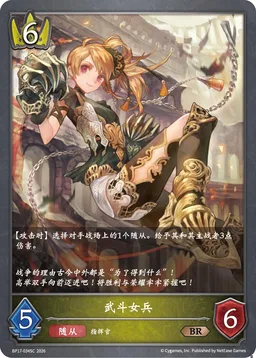 6
【攻击时】选择对手战场上的1个随从。给予其和其主战者3点
伤害。
战争的理由古今中外都是“为了得到什么”!
高举双手向前迈进吧!将胜利与荣耀牢牢紧握吧!
武斗女兵
5
随从
指挥官
BR
6
BP17-034SC 2026
© Cygames, Inc. Published by NetEase Games